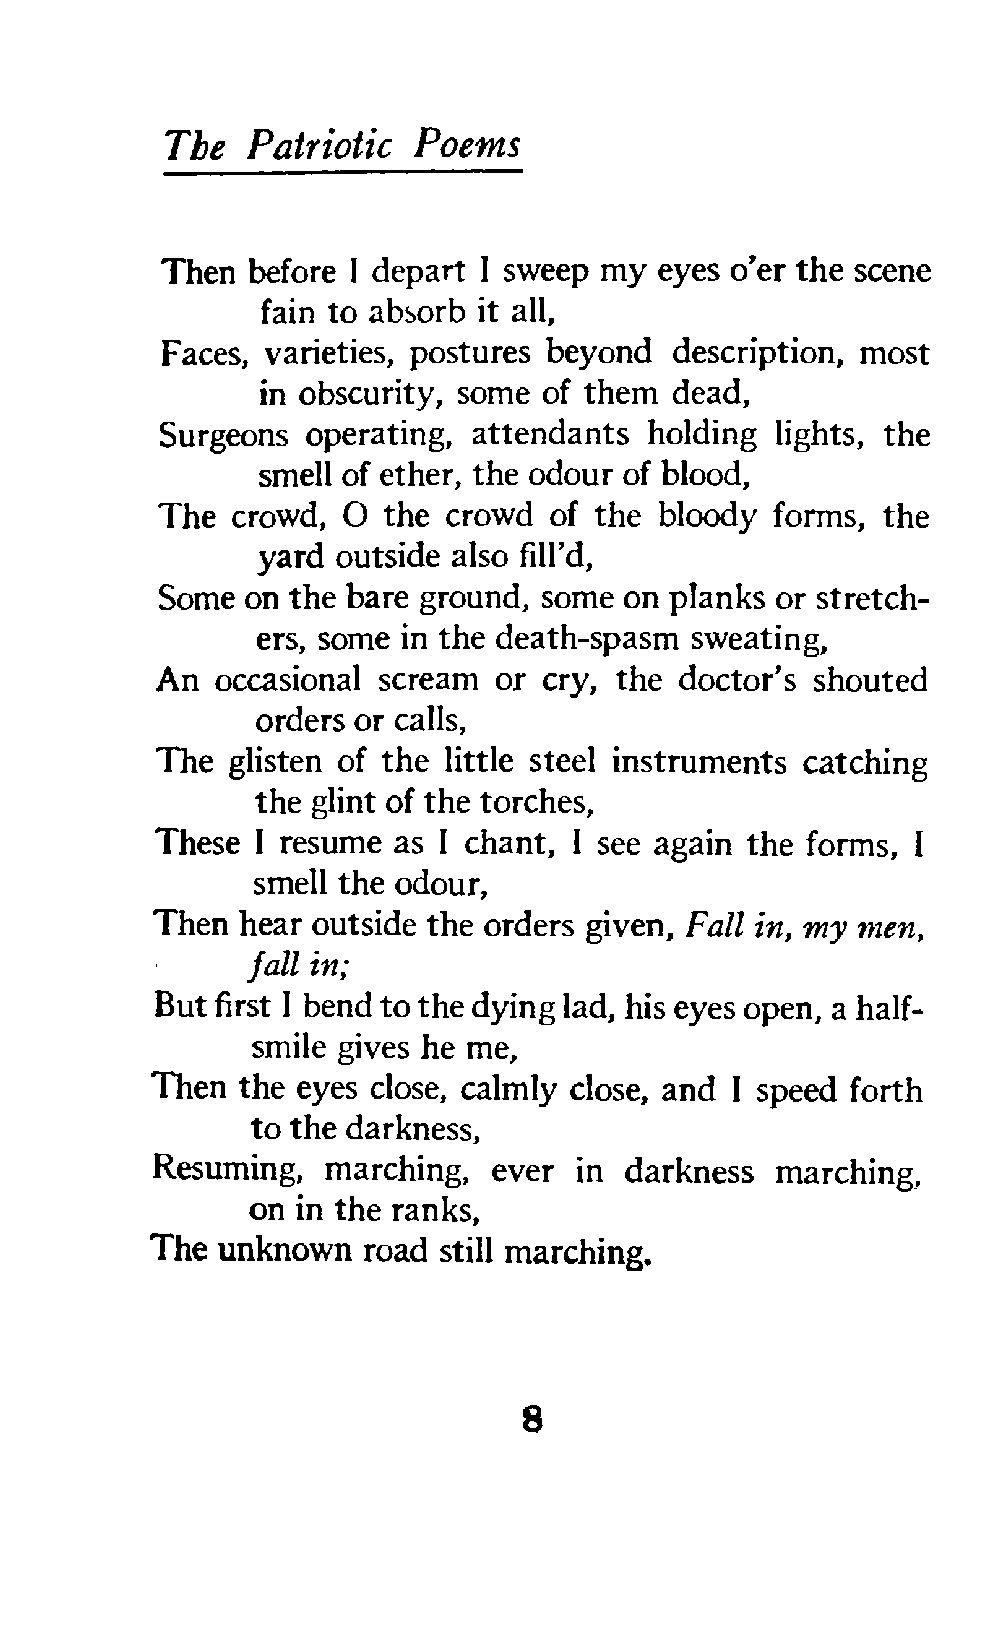 The Patriotic Poems
Then before I depart I sweep my eyes o'er the scene
fain to absorb it all,
Faces, varieties, postures beyond description, most
in obscurity, some of them dead,
Surgeons operating, attendants holding lights, the
smell of ether, the odour of blood,
The crowd, O the crowd of the bloody forms, the
yard outside also fill'd,
Some on the bare ground, some on planks or stretch-
ers, some in the death-spasm sweating,
An occasional scream or cry, the doctor's shouted
orders or calls,
The glisten of the little steel instruments catching
the glint of the torches,
These I resume as I chant, I see again the forms, I
smell the odour,
Then hear outside the orders given, Fall in, my men,
fall in;
But first I bend to the dying lad, his eyes open, a half-
smile gives he me,
Then the eyes close, calmly close, and I speed forth
to the darkness,
Resuming, marching, ever in darkness marching,
on in the ranks,
The unknown road still marching.
8